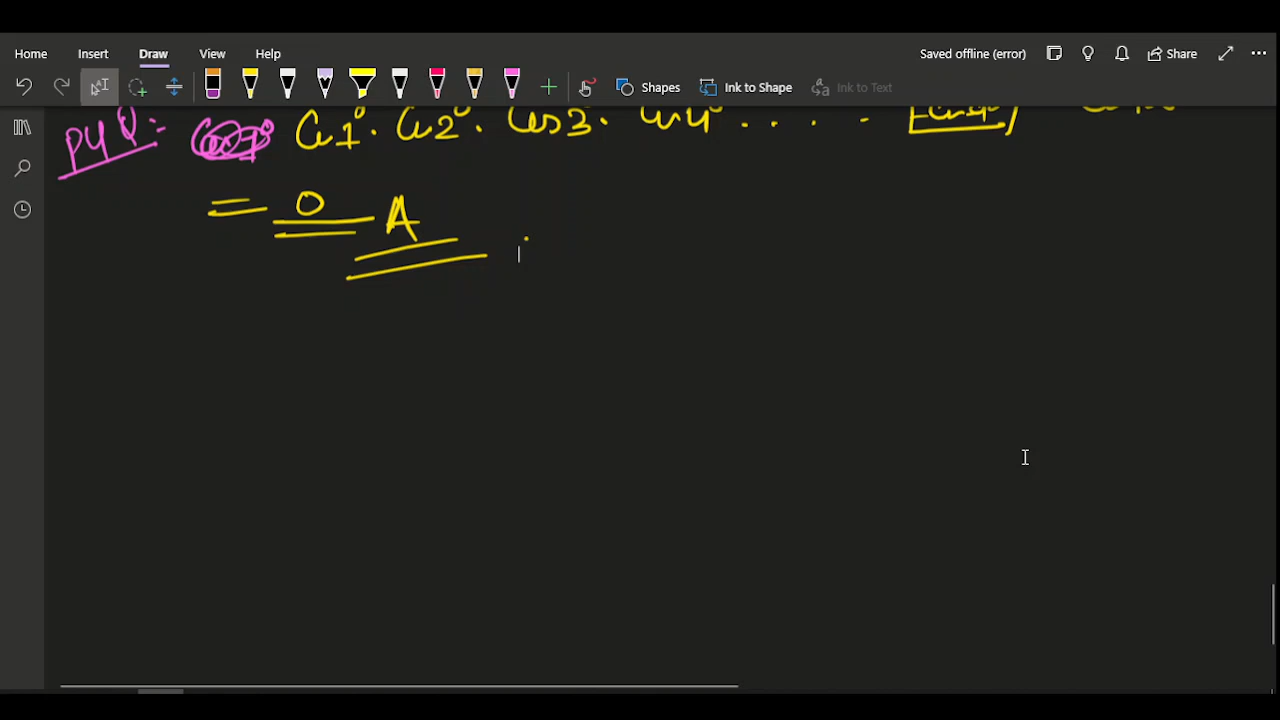 Home Insert Draw View Help Saved offline (error) Share
Shapes Ink to Shape Ink to Text
PYQ:- Cos1°. Cos2°. Cos3°. Cos4° . . . . .
= 0 A